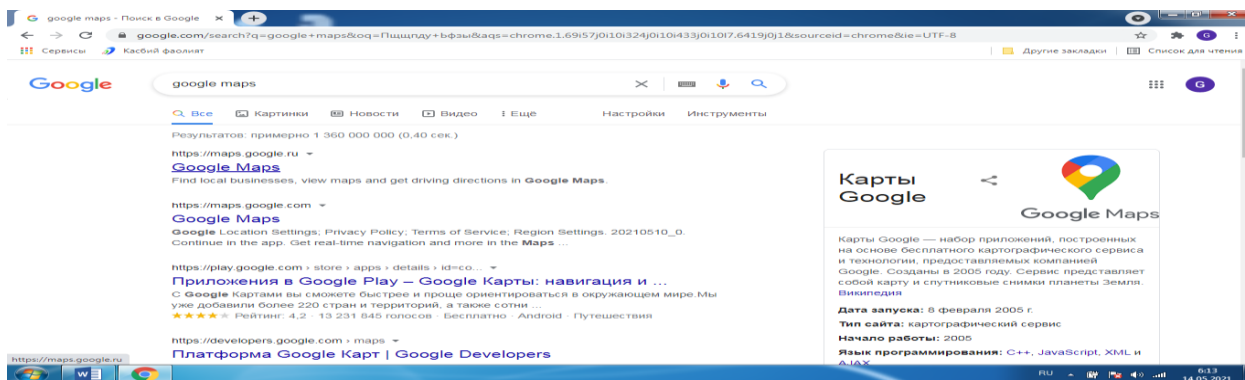 google maps - Поиск в Google
google.com/search?q=google+maps&oq=Пщщпду+Ьфзы&aqs=chrome.1.69i57j0i10i324j0i10i433j0i10l7.6419j0j1&sourceid=chrome&ie=UTF-8
Сервисы Касбий фаолият Другие закладки Список для чтения
Google google maps G
Все Картинки Новости Видео Ещё Настройки Инструменты
Результатов: примерно 1 360 000 000 (0,40 сек.)
https://maps.google.ru
Google Maps
Find local businesses, view maps and get driving directions in Google Maps.
https://maps.google.com
Google Maps
Google Location Settings; Privacy Policy; Terms of Service; Region Settings. 20210510_0.
Continue in the app. Get real-time navigation and more in the Maps ...
https://play.google.com › store › apps › details › id=co...
Приложения в Google Play – Google Карты: навигация и ...
С Google Картами вы сможете быстрее и проще ориентироваться в окружающем мире.Мы
уже добавили более 220 стран и территорий, а также сотни ...
Рейтинг: 4,2 · 13 231 845 голосов · Бесплатно · Android · Путешествия
https://developers.google.com › maps
Платформа Google Карт | Google Developers
Карты
Google
Google Maps
Карты Google — набор приложений, построенных
на основе бесплатного картографического сервиса
и технологии, предоставляемых компанией
Google. Созданы в 2005 году. Сервис представляет
собой карту и спутниковые снимки планеты Земля.
Википедия
Дата запуска: 8 февраля 2005 г.
Тип сайта: картографический сервис
Начало работы: 2005
Язык программирования: C++, JavaScript, XML и
AJAX
https://maps.google.ru
RU 6:13
14.05.2021